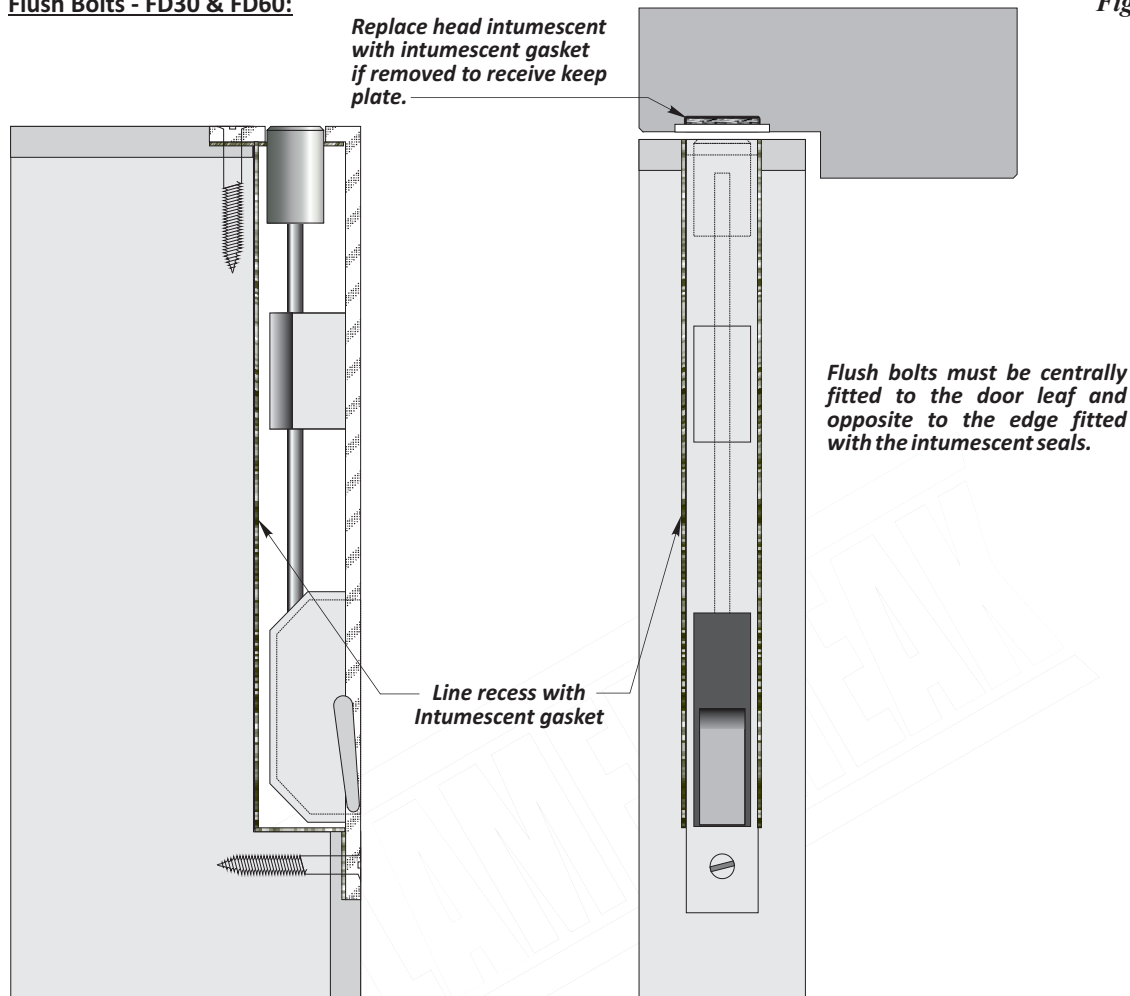 Flush Bolts - FD30 & FD60:
Fig
Replace head intumescent
with intumescent gasket
if removed to receive keep
plate.
Flush bolts must be centrally
fitted to the door leaf and
opposite to the edge fitted
with the intumescent seals.
Line recess with
Intumescent gasket